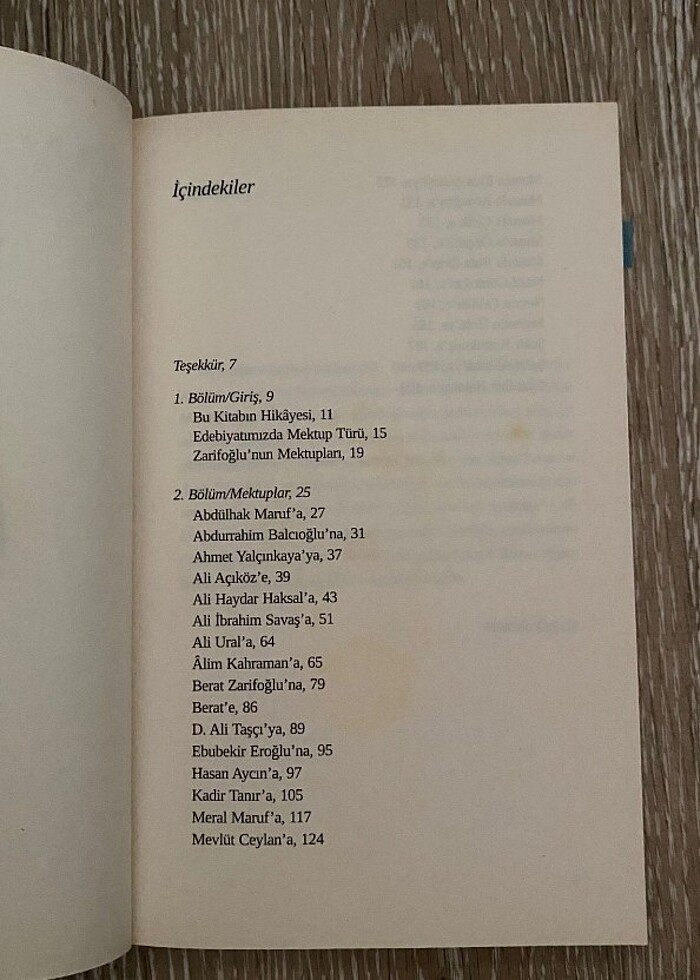 İçindekiler
Teşekkür, 7
1. Bölüm/Giriş, 9
Bu Kitabın Hikâyesi, 11
Edebiyatımızda Mektup Türü, 15
Zarifoğlu'nun Mektupları, 19
2. Bölüm/Mektuplar, 25
Abdülhak Maruf'a, 27
Abdurrahim Balcıoğlu'na, 31
Ahmet Yalçınkaya'ya, 37
Ali Açıköz'e, 39
Ali Haydar Haksal'a, 43
Ali İbrahim Savaş'a, 51
Ali Ural'a, 64
Âlim Kahraman'a, 65
Berat Zarifoğlu'na, 79
Berat'e, 86
D. Ali Taşçı'ya, 89
Ebubekir Eroğlu'na, 95
Hasan Aycın'a, 97
Kadir Tanır'a, 105
Meral Maruf'a, 117
Mevlüt Ceylan'a, 124